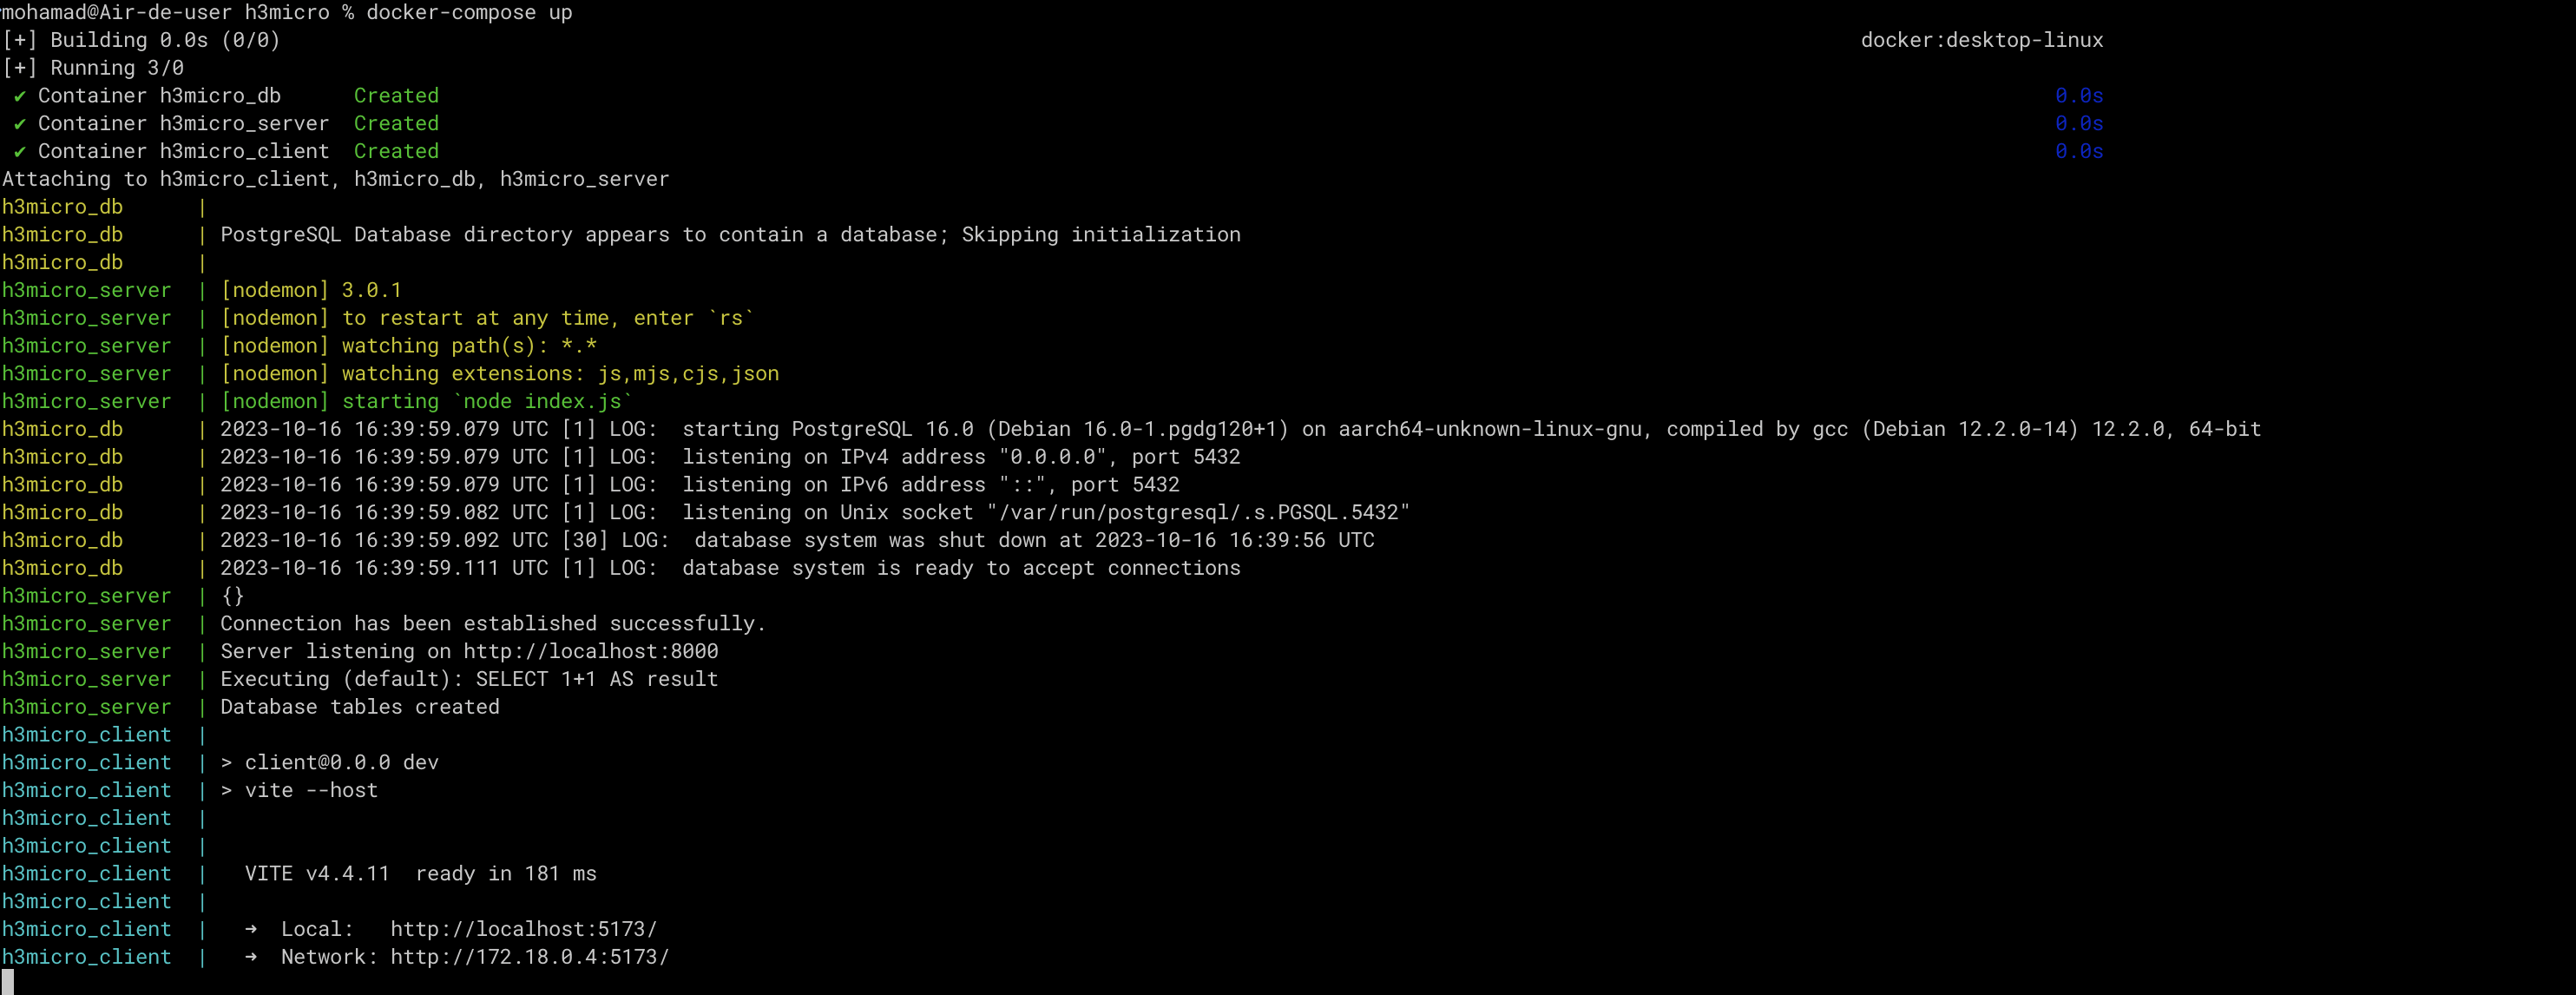 mohamad@Air-de-user h3micro % docker-compose up
[+] Building 0.0s (0/0) docker:desktop-linux
[+] Running 3/0
✔ Container h3micro_db Created 0.0s
✔ Container h3micro_server Created 0.0s
✔ Container h3micro_client Created 0.0s
Attaching to h3micro_client, h3micro_db, h3micro_server
h3micro_db |
h3micro_db | PostgreSQL Database directory appears to contain a database; Skipping initialization
h3micro_db |
h3micro_server | [nodemon] 3.0.1
h3micro_server | [nodemon] to restart at any time, enter `rs`
h3micro_server | [nodemon] watching path(s): *.*
h3micro_server | [nodemon] watching extensions: js,mjs,cjs,json
h3micro_server | [nodemon] starting `node index.js`
h3micro_db | 2023-10-16 16:39:59.079 UTC [1] LOG: starting PostgreSQL 16.0 (Debian 16.0-1.pgdg120+1) on aarch64-unknown-linux-gnu, compiled by gcc (Debian 12.2.0-14) 12.2.0, 64-bit
h3micro_db | 2023-10-16 16:39:59.079 UTC [1] LOG: listening on IPv4 address "0.0.0.0", port 5432
h3micro_db | 2023-10-16 16:39:59.079 UTC [1] LOG: listening on IPv6 address "::", port 5432
h3micro_db | 2023-10-16 16:39:59.082 UTC [1] LOG: listening on Unix socket "/var/run/postgresql/.s.PGSQL.5432"
h3micro_db | 2023-10-16 16:39:59.092 UTC [30] LOG: database system was shut down at 2023-10-16 16:39:56 UTC
h3micro_db | 2023-10-16 16:39:59.111 UTC [1] LOG: database system is ready to accept connections
h3micro_server | {}
h3micro_server | Connection has been established successfully.
h3micro_server | Server listening on http://localhost:8000
h3micro_server | Executing (default): SELECT 1+1 AS result
h3micro_server | Database tables created
h3micro_client |
h3micro_client | > client@0.0.0 dev
h3micro_client | > vite --host
h3micro_client |
h3micro_client |
h3micro_client | VITE v4.4.11 ready in 181 ms
h3micro_client |
h3micro_client | ➜ Local: http://localhost:5173/
h3micro_client | ➜ Network: http://172.18.0.4:5173/